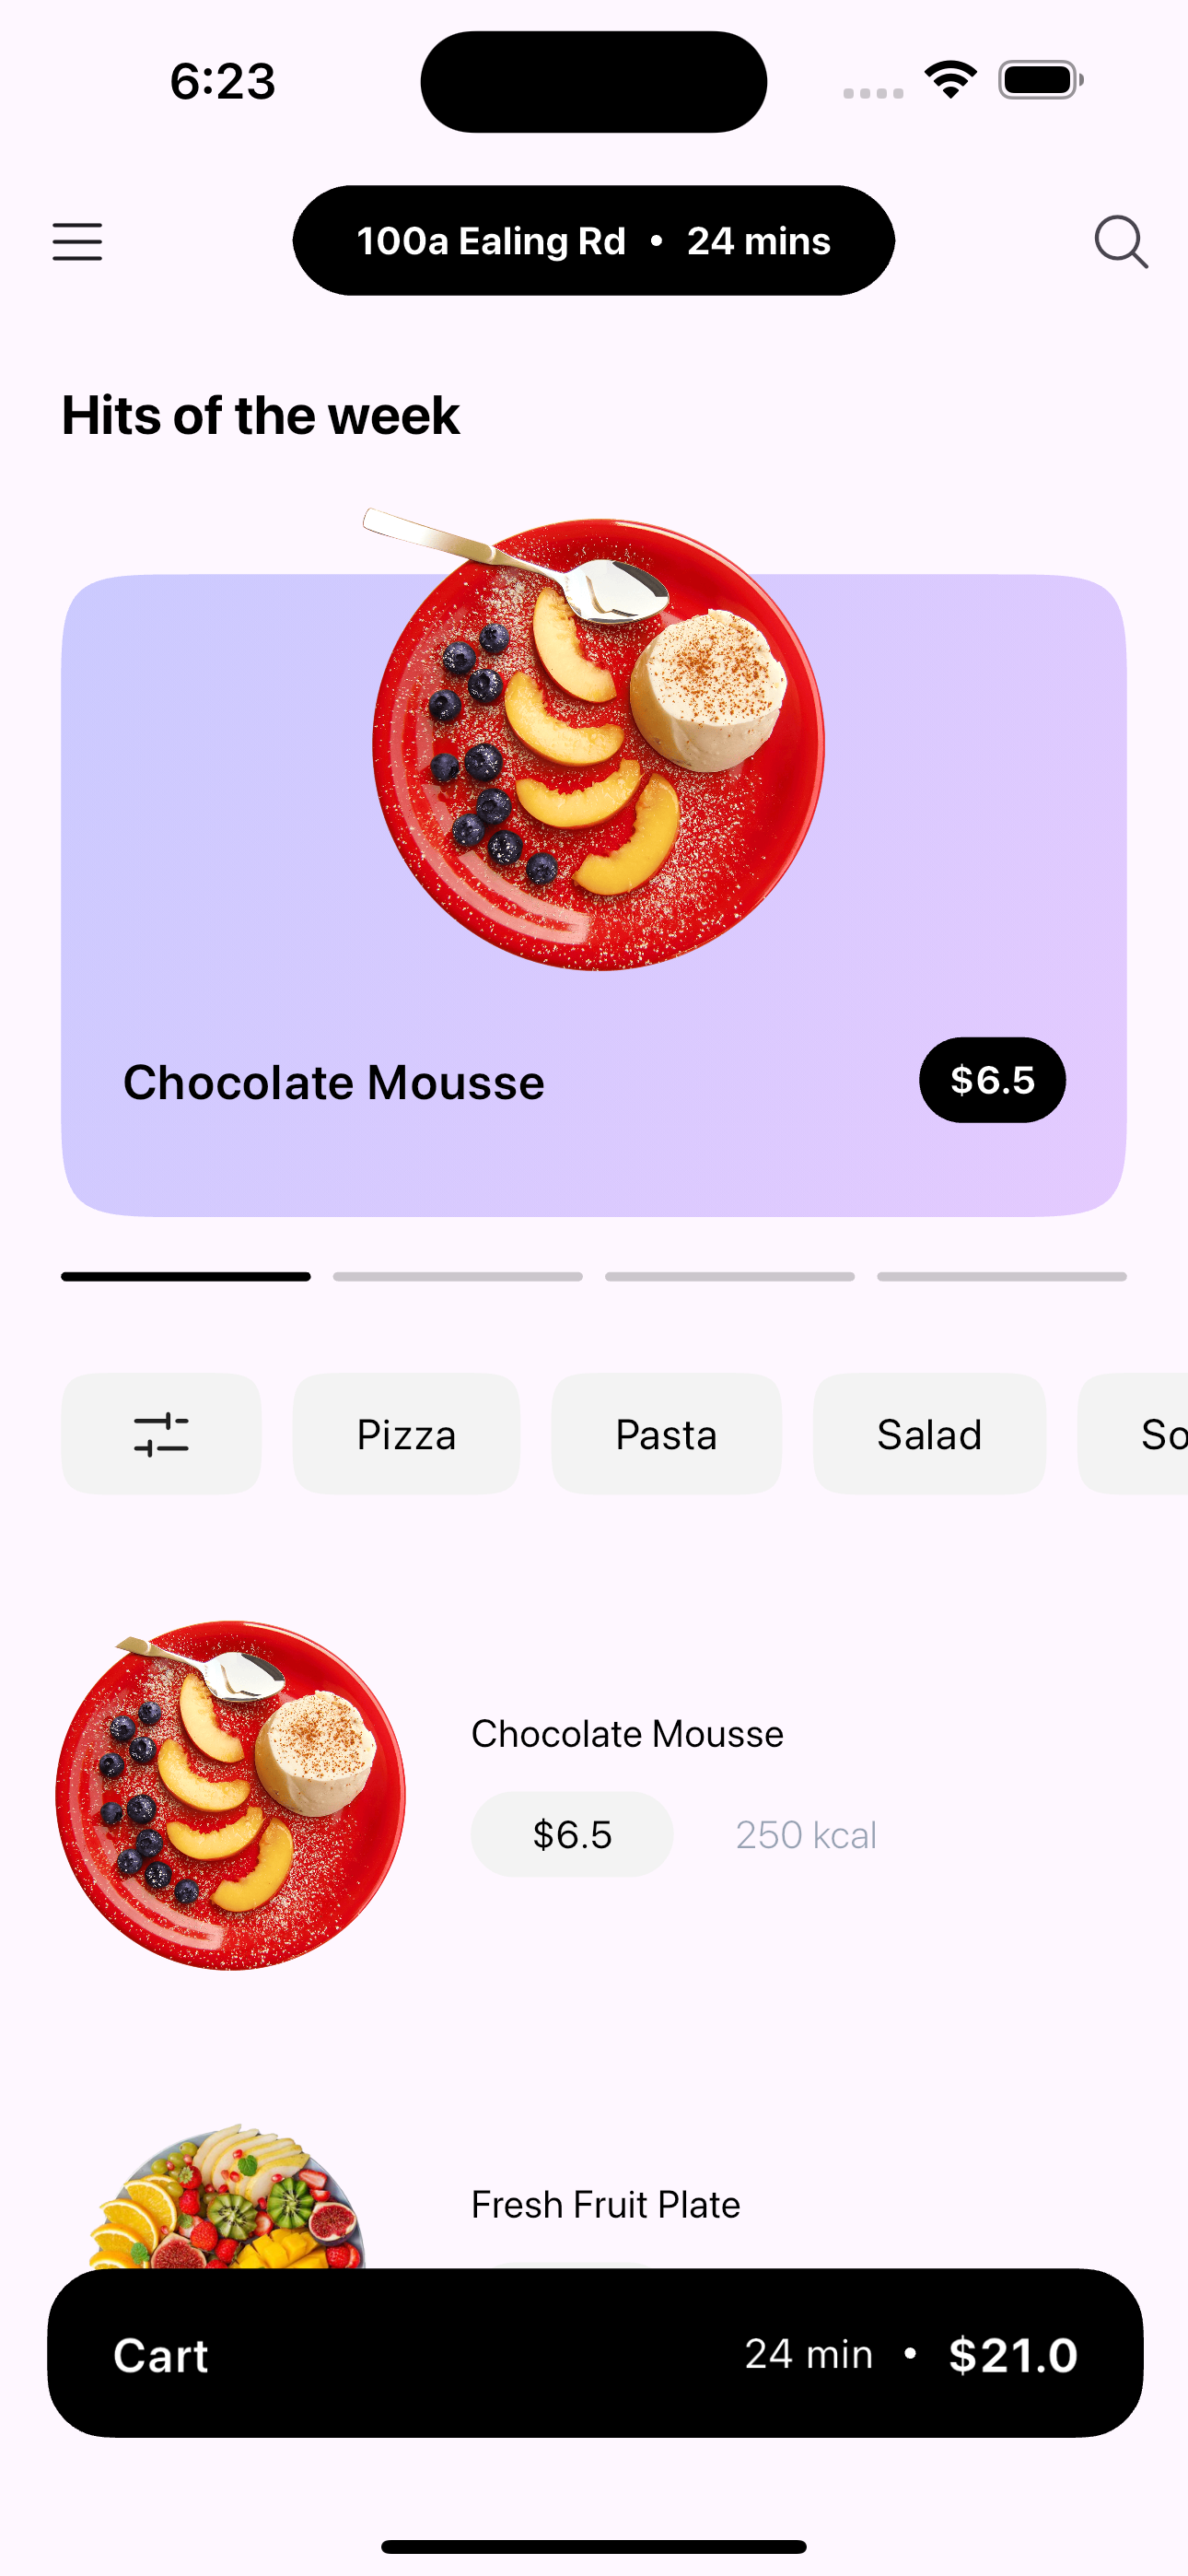 6:23
100a Ealing Rd • 24 mins
Hits of the week
Chocolate Mousse
$6.5
Pizza
Pasta
Salad
So
Chocolate Mousse
$6.5
250 kcal
Fresh Fruit Plate
Cart
24 min • $21.0